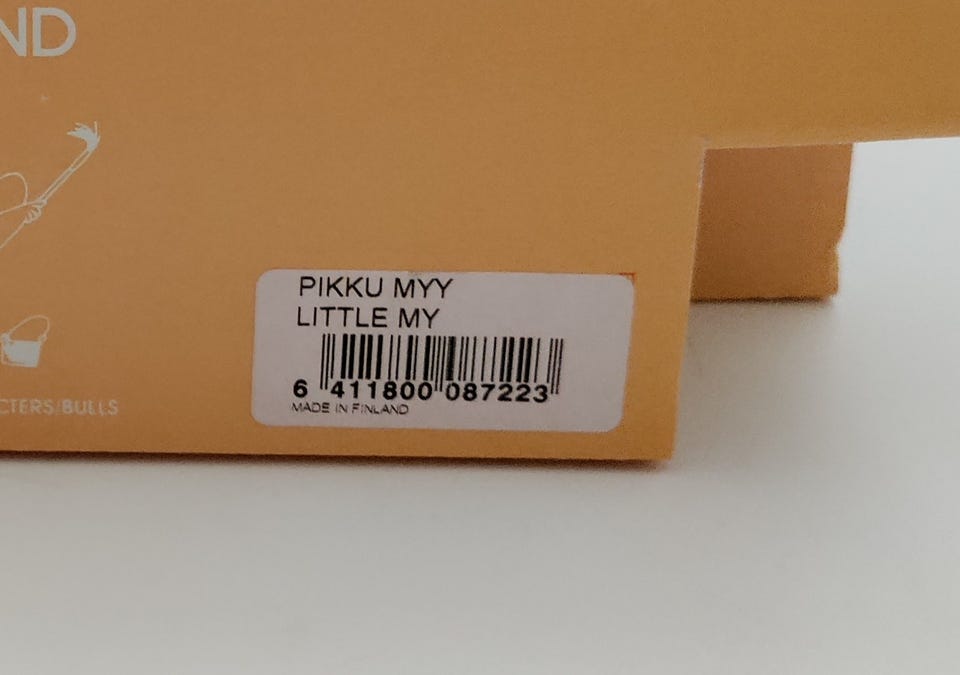 ND
PIKKU MYY
LITTLE MY
6 411800 087223
MADE IN FINLAND
CTERS/BULLS